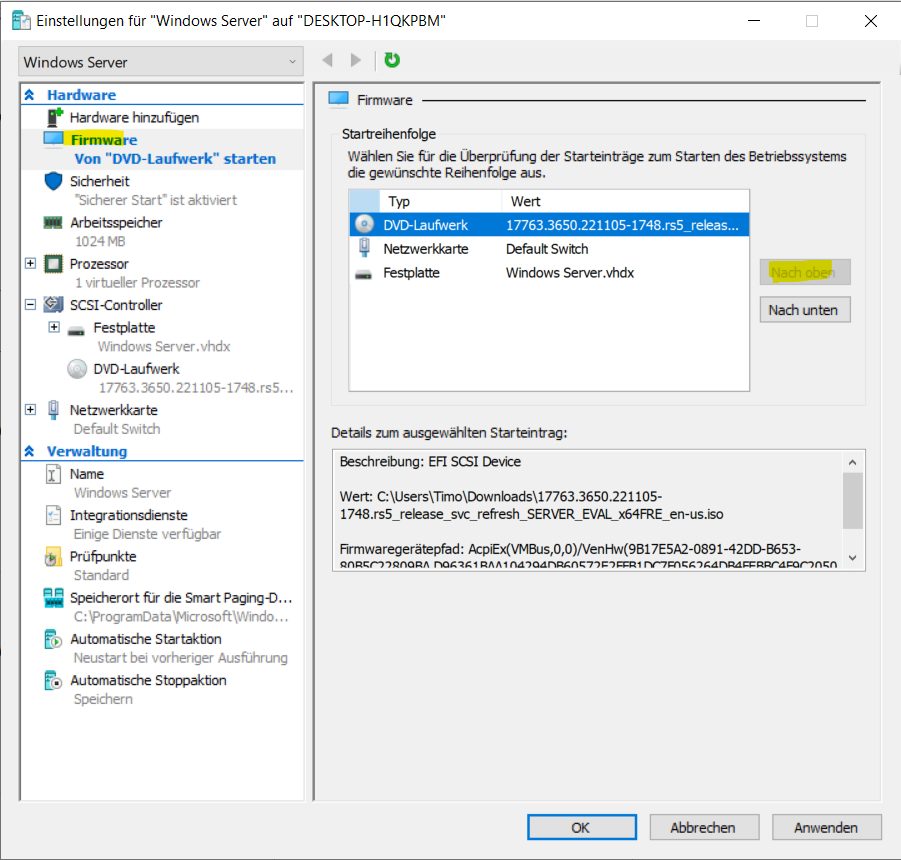 Einstellungen für "Windows Server" auf "DESKTOP-H1QKPBM"
Windows Server
Hardware
Hardware hinzufügen
Firmware
Von "DVD-Laufwerk" starten
Sicherheit
"Sicherer Start" ist aktiviert
Arbeitsspeicher
1024 MB
Prozessor
1 virtueller Prozessor
SCSI-Controller
Festplatte
Windows Server.vhdx
DVD-Laufwerk
17763.3650.221105-1748.rs5...
Netzwerkkarte
Default Switch
Verwaltung
Name
Windows Server
Integrationsdienste
Einige Dienste verfügbar
Prüfpunkte
Standard
Speicherort für die Smart Paging-D...
C:\ProgramData\Microsoft\Windo...
Automatische Startaktion
Neustart bei vorheriger Ausführung
Automatische Stoppaktion
Speichern
Firmware
Startreihenfolge
Wählen Sie für die Überprüfung der Starteinträge zum Starten des Betriebssystems
die gewünschte Reihenfolge aus.
Typ Wert
DVD-Laufwerk 17763.3650.221105-1748.rs5_releas...
Netzwerkkarte Default Switch
Festplatte Windows Server.vhdx
Nach oben
Nach unten
Details zum ausgewählten Starteintrag:
Beschreibung: EFI SCSI Device
Wert: C:\Users\Timo\Downloads\17763.3650.221105-
1748.rs5_release_svc_refresh_SERVER_EVAL_x64FRE_en-us.iso
Firmwaregerätepfad: AcpiEx(VMBus,0,0)/VenHw(9B17E5A2-0891-42DD-B653-
OK
Abbrechen
Anwenden